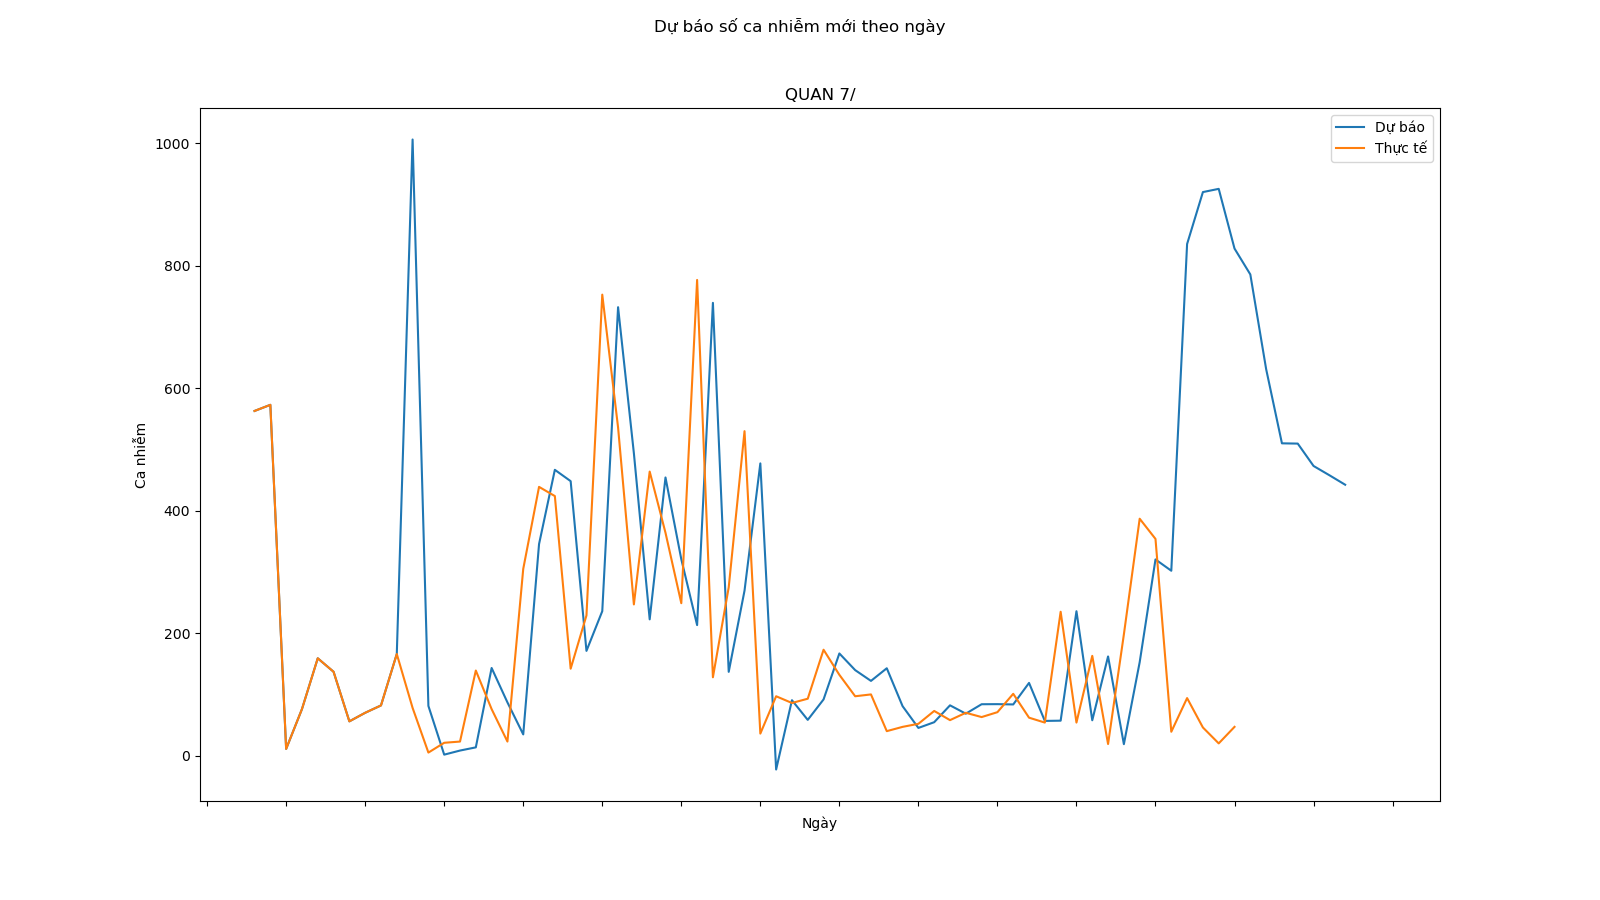 Dự báo số ca nhiễm mới theo ngày
QUAN 7/
Dự báo
Thực tế
1000
800
600
400
200
0
Ca nhiễm
Ngày